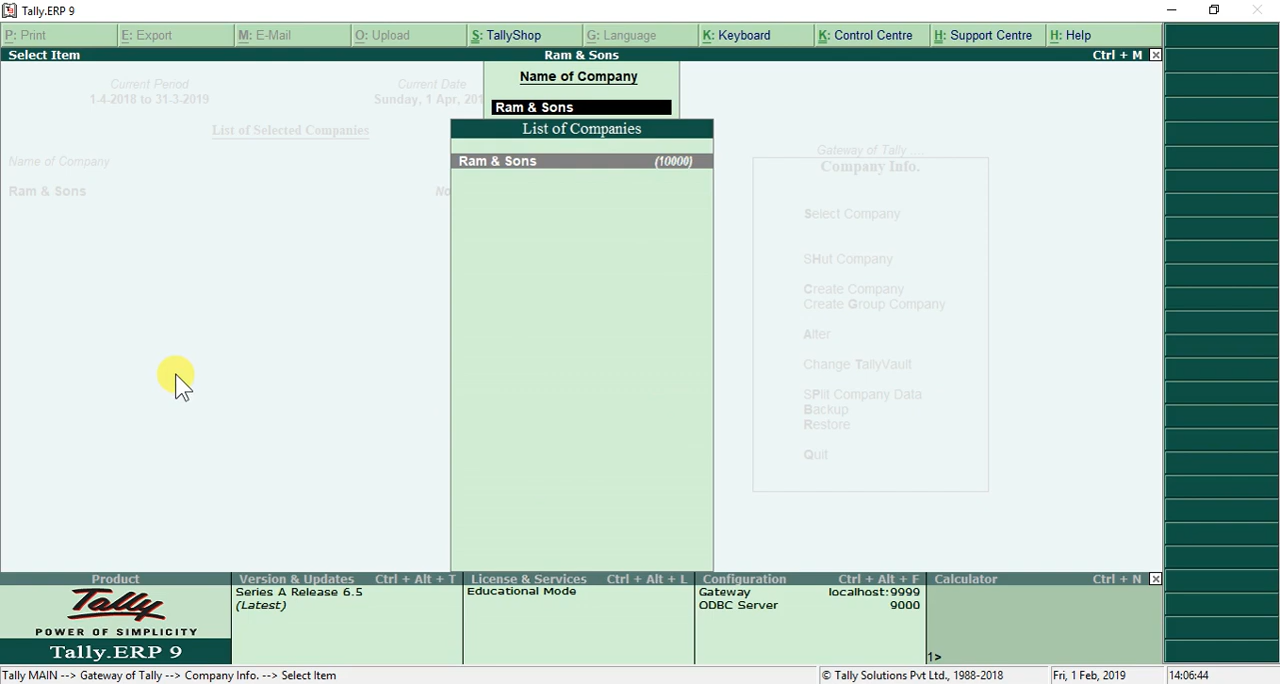 Tally.ERP 9
P: Print
E: Export
M: E-Mail
O: Upload
S: TallyShop
G: Language
K: Keyboard
K: Control Centre
H: Support Centre
H: Help
Select Item
Ram & Sons
Ctrl + M
Current Period
1-4-2018 to 31-3-2019
Current Date
Sunday, 1 Apr, 201
List of Selected Companies
Name of Company
Ram & Sons
No
Name of Company
Ram & Sons
List of Companies
Ram & Sons (10000)
Gateway of Tally ....
Company Info.
Select Company
SHut Company
Create Company
Create Group Company
Alter
Change TallyVault
SPlit Company Data
Backup
Restore
Quit
Product
Tally
POWER OF SIMPLICITY
Tally.ERP 9
Version & Updates Ctrl + Alt + T
Series A Release 6.5
(Latest)
License & Services Ctrl + Alt + L
Educational Mode
Configuration Ctrl + Alt + F
Gateway localhost:9999
ODBC Server 9000
Calculator Ctrl + N
1>
Tally MAIN --> Gateway of Tally --> Company Info. --> Select Item
© Tally Solutions Pvt Ltd., 1988-2018
Fri, 1 Feb, 2019
14:06:44